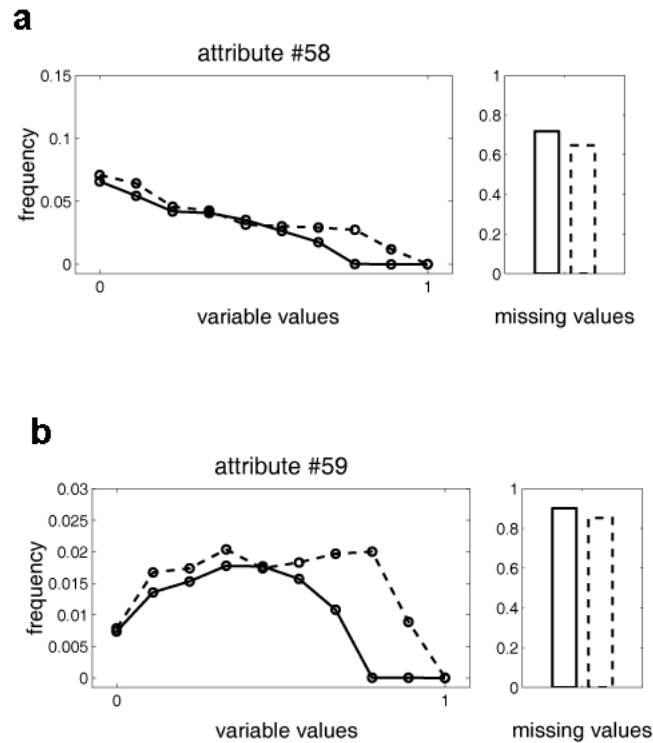 a
attribute #58
0.15
0.1
0.05
0
frequency
0 1
variable values
1
0.8
0.6
0.4
0.2
0
missing values
b
attribute #59
0.03
0.025
0.02
0.015
0.01
0.005
0
frequency
0 1
variable values
1
0.8
0.6
0.4
0.2
0
missing values